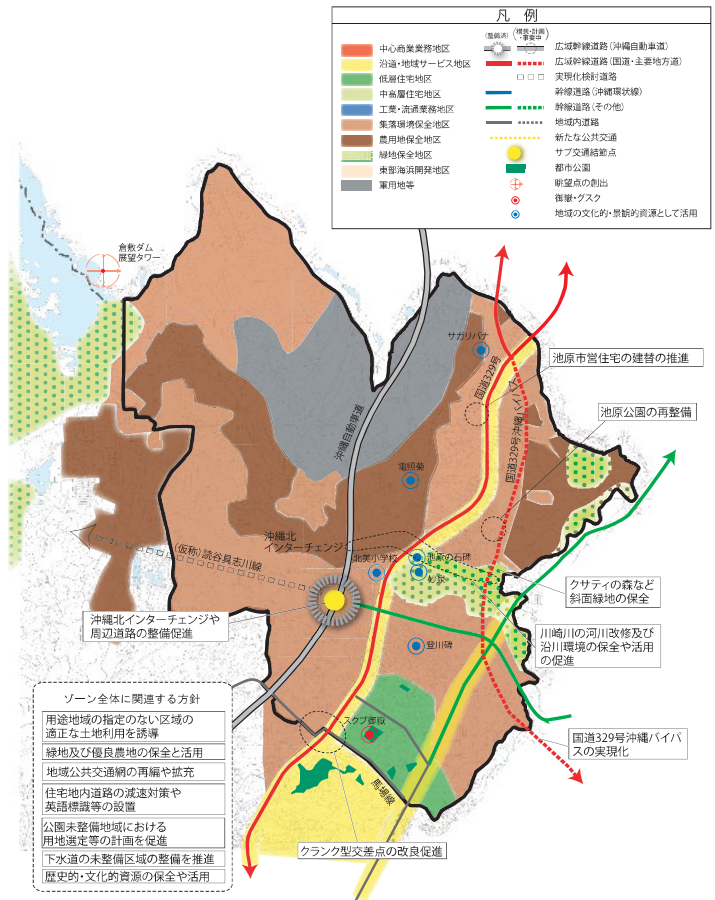 凡 例
中心商業業務地区
沿道・地域サービス地区
低層住宅地区
中高層住宅地区
工業・流通業務地区
集落環境保全地区
農用地保全地区
緑地保全地区
東部海浜開発地区
軍用地等
(整備済)
(構想・計画
・事業中)
広域幹線道路(沖縄自動車道)
広域幹線道路(国道・主要地方道)
実現化検討道路
幹線道路(沖縄環状線)
幹線道路(その他)
地域内道路
新たな公共交通
サブ交通結節点
都市公園
眺望点の創出
御嶽・グスク
地域の文化的・景観的資源として活用
倉敷ダム
展望タワー
サガリバナ
国道329号
池原市営住宅の建替の推進
沖縄自動車道
国道329号沖縄バイパス
池原公園の再整備
電照菊
沖縄北
インターチェンジ
(仮称)読谷具志川線
北美小学校
池原の石碑
クサティの森など
斜面緑地の保全
沖縄北インターチェンジや
周辺道路の整備促進
川崎川の河川改修及び
沿川環境の保全や活用
の促進
登川碑
国道329号沖縄バイパ
スの実現化
スクブ御嶽
馬場線
クランク型交差点の改良促進
ゾーン全体に関連する方針
用途地域の指定のない区域の
適正な土地利用を誘導
緑地及び優良農地の保全と活用
地域公共交通網の再編や拡充
住宅地内道路の減速対策や
英語標識等の設置
公園未整備地域における
用地選定等の計画を促進
下水道の未整備区域の整備を推進
歴史的・文化的資源の保全や活用